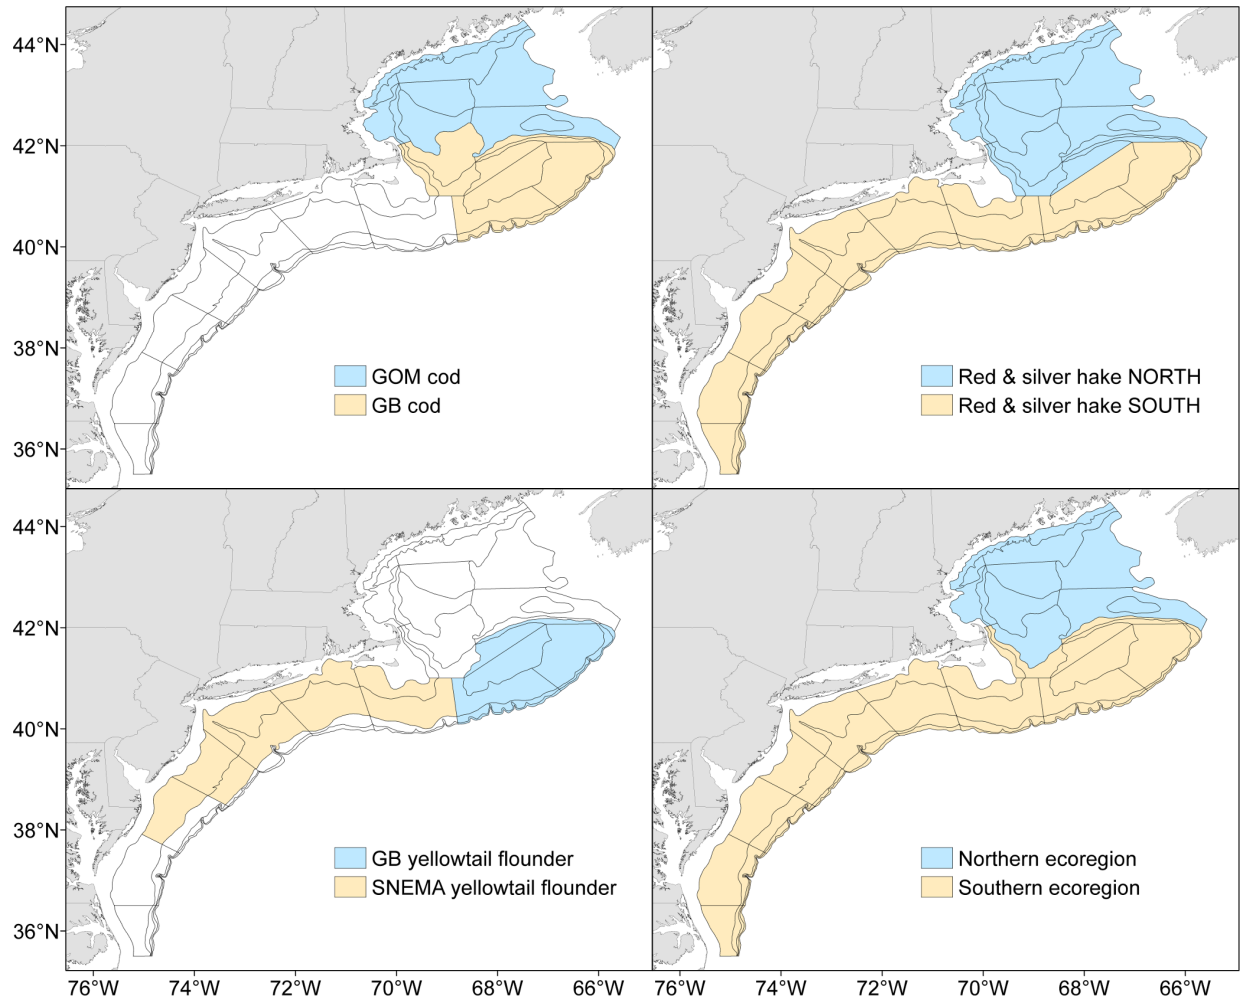 44°N
42°N
40°N
38°N
36°N
GOM cod
GB cod
Red & silver hake NORTH
Red & silver hake SOUTH
44°N
42°N
40°N
38°N
36°N
GB yellowtail flounder
SNEMA yellowtail flounder
Northern ecoregion
Southern ecoregion
76°W 74°W 72°W 70°W 68°W 66°W 76°W 74°W 72°W 70°W 68°W 66°W